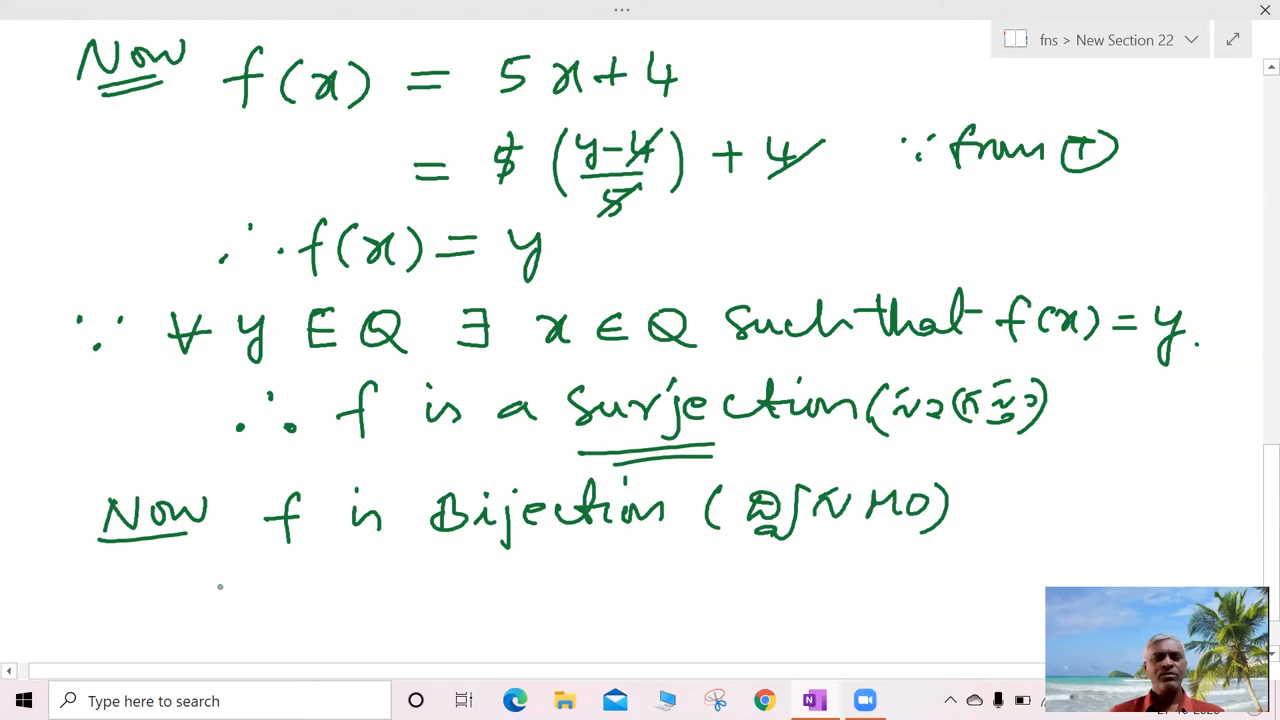 fns > New Section 22
Now f(x) = 5x+4
= 5 (y-4/5) + 4 ∵ from ①
∴ f(x) = y
∵ ∀ y ∈ Q ∃ x ∈ Q such that f(x) = y.
∴ f is a surjection
Now f is Bijection
Type here to search